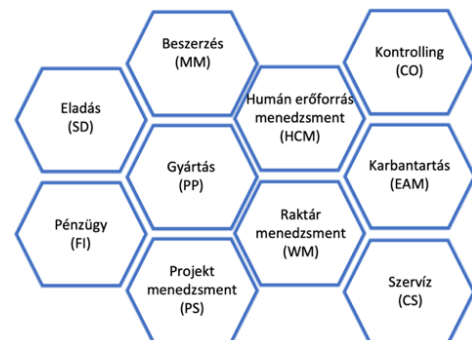 Beszerzés
(MM)
Kontrolling
(CO)
Eladás
(SD)
Humán erőforrás
menedzsment
(HCM)
Gyártás
(PP)
Karbantartás
(EAM)
Pénzügy
(FI)
Raktár
menedzsment
(WM)
Projekt
menedzsment
(PS)
Szervíz
(CS)